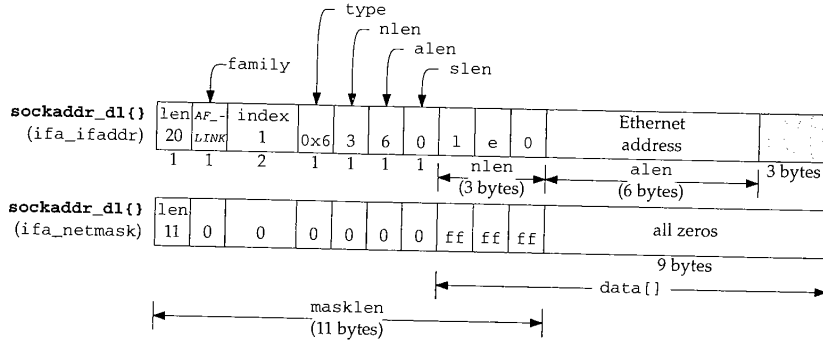 type
nlen
alen
slen
family
sockaddr_dl{}
(ifa_ifaddr)
len
20
AF_-
LINK
index
1
0x6
3
6
0
l
e
0
Ethernet
address
1
1
2
1
1
1
1
nlen
(3 bytes)
alen
(6 bytes)
3 bytes
sockaddr_dl{}
(ifa_netmask)
len
11
0
0
0
0
0
0
ff
ff
ff
all zeros
9 bytes
data[]
masklen
(11 bytes)